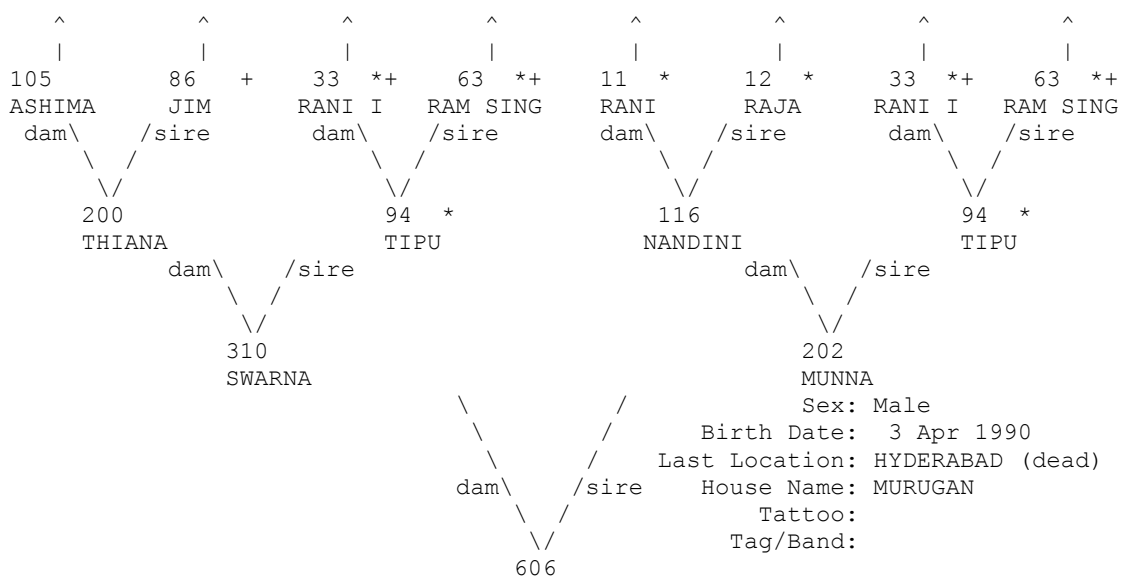 ^ ^ ^ ^ ^ ^ ^ ^
| | | | | | | |
105 86 + 33 *+ 63 *+ 11 * 12 * 33 *+ 63 *+
ASHIMA JIM RANI I RAM SING RANI RAJA RANI I RAM SING
dam\ /sire dam\ /sire dam\ /sire dam\ /sire
\ / \ / \ / \ /
\/ \/ \/ \/
200 94 * 116 94 *
THIANA TIPU NANDINI TIPU
dam\ /sire dam\ /sire
\ / \ /
\/ \/
310 202
SWARNA MUNNA
\ / Sex: Male
\ / Birth Date: 3 Apr 1990
\ / Last Location: HYDERABAD (dead)
dam\ /sire House Name: MURUGAN
\ / Tattoo:
\/ Tag/Band:
606